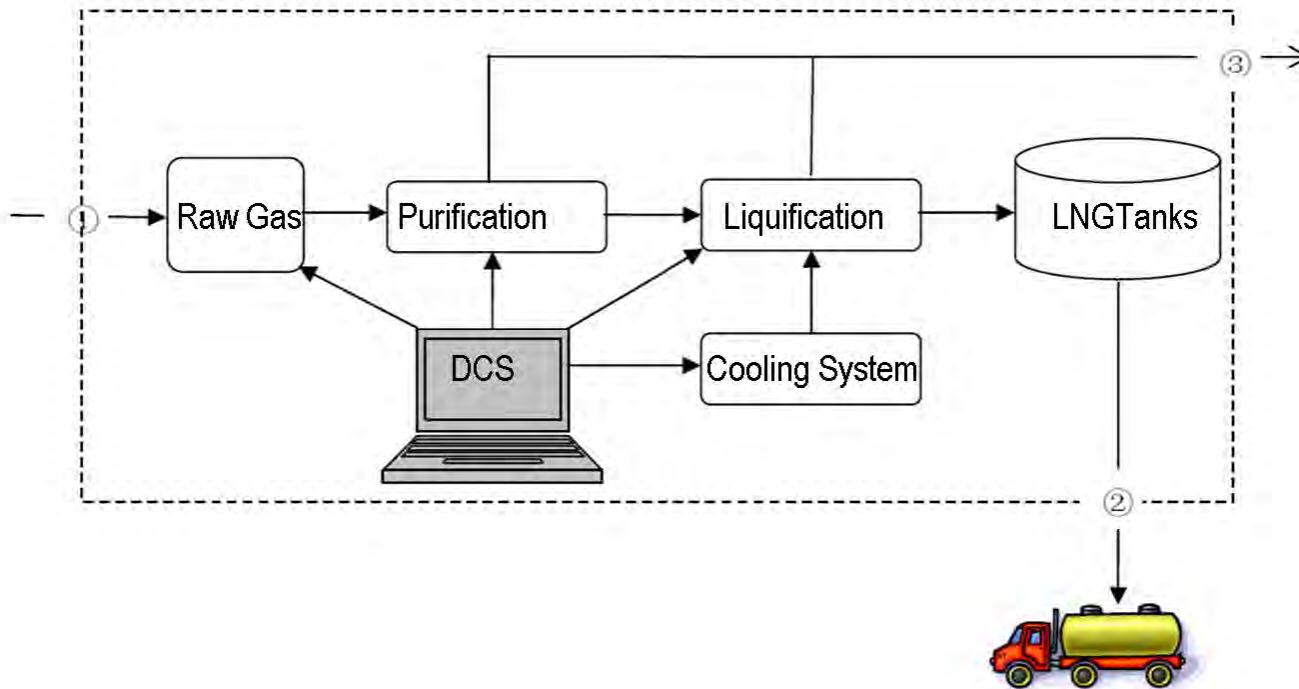 ③
① Raw Gas Purification Liquification LNGTanks
DCS Cooling System
②